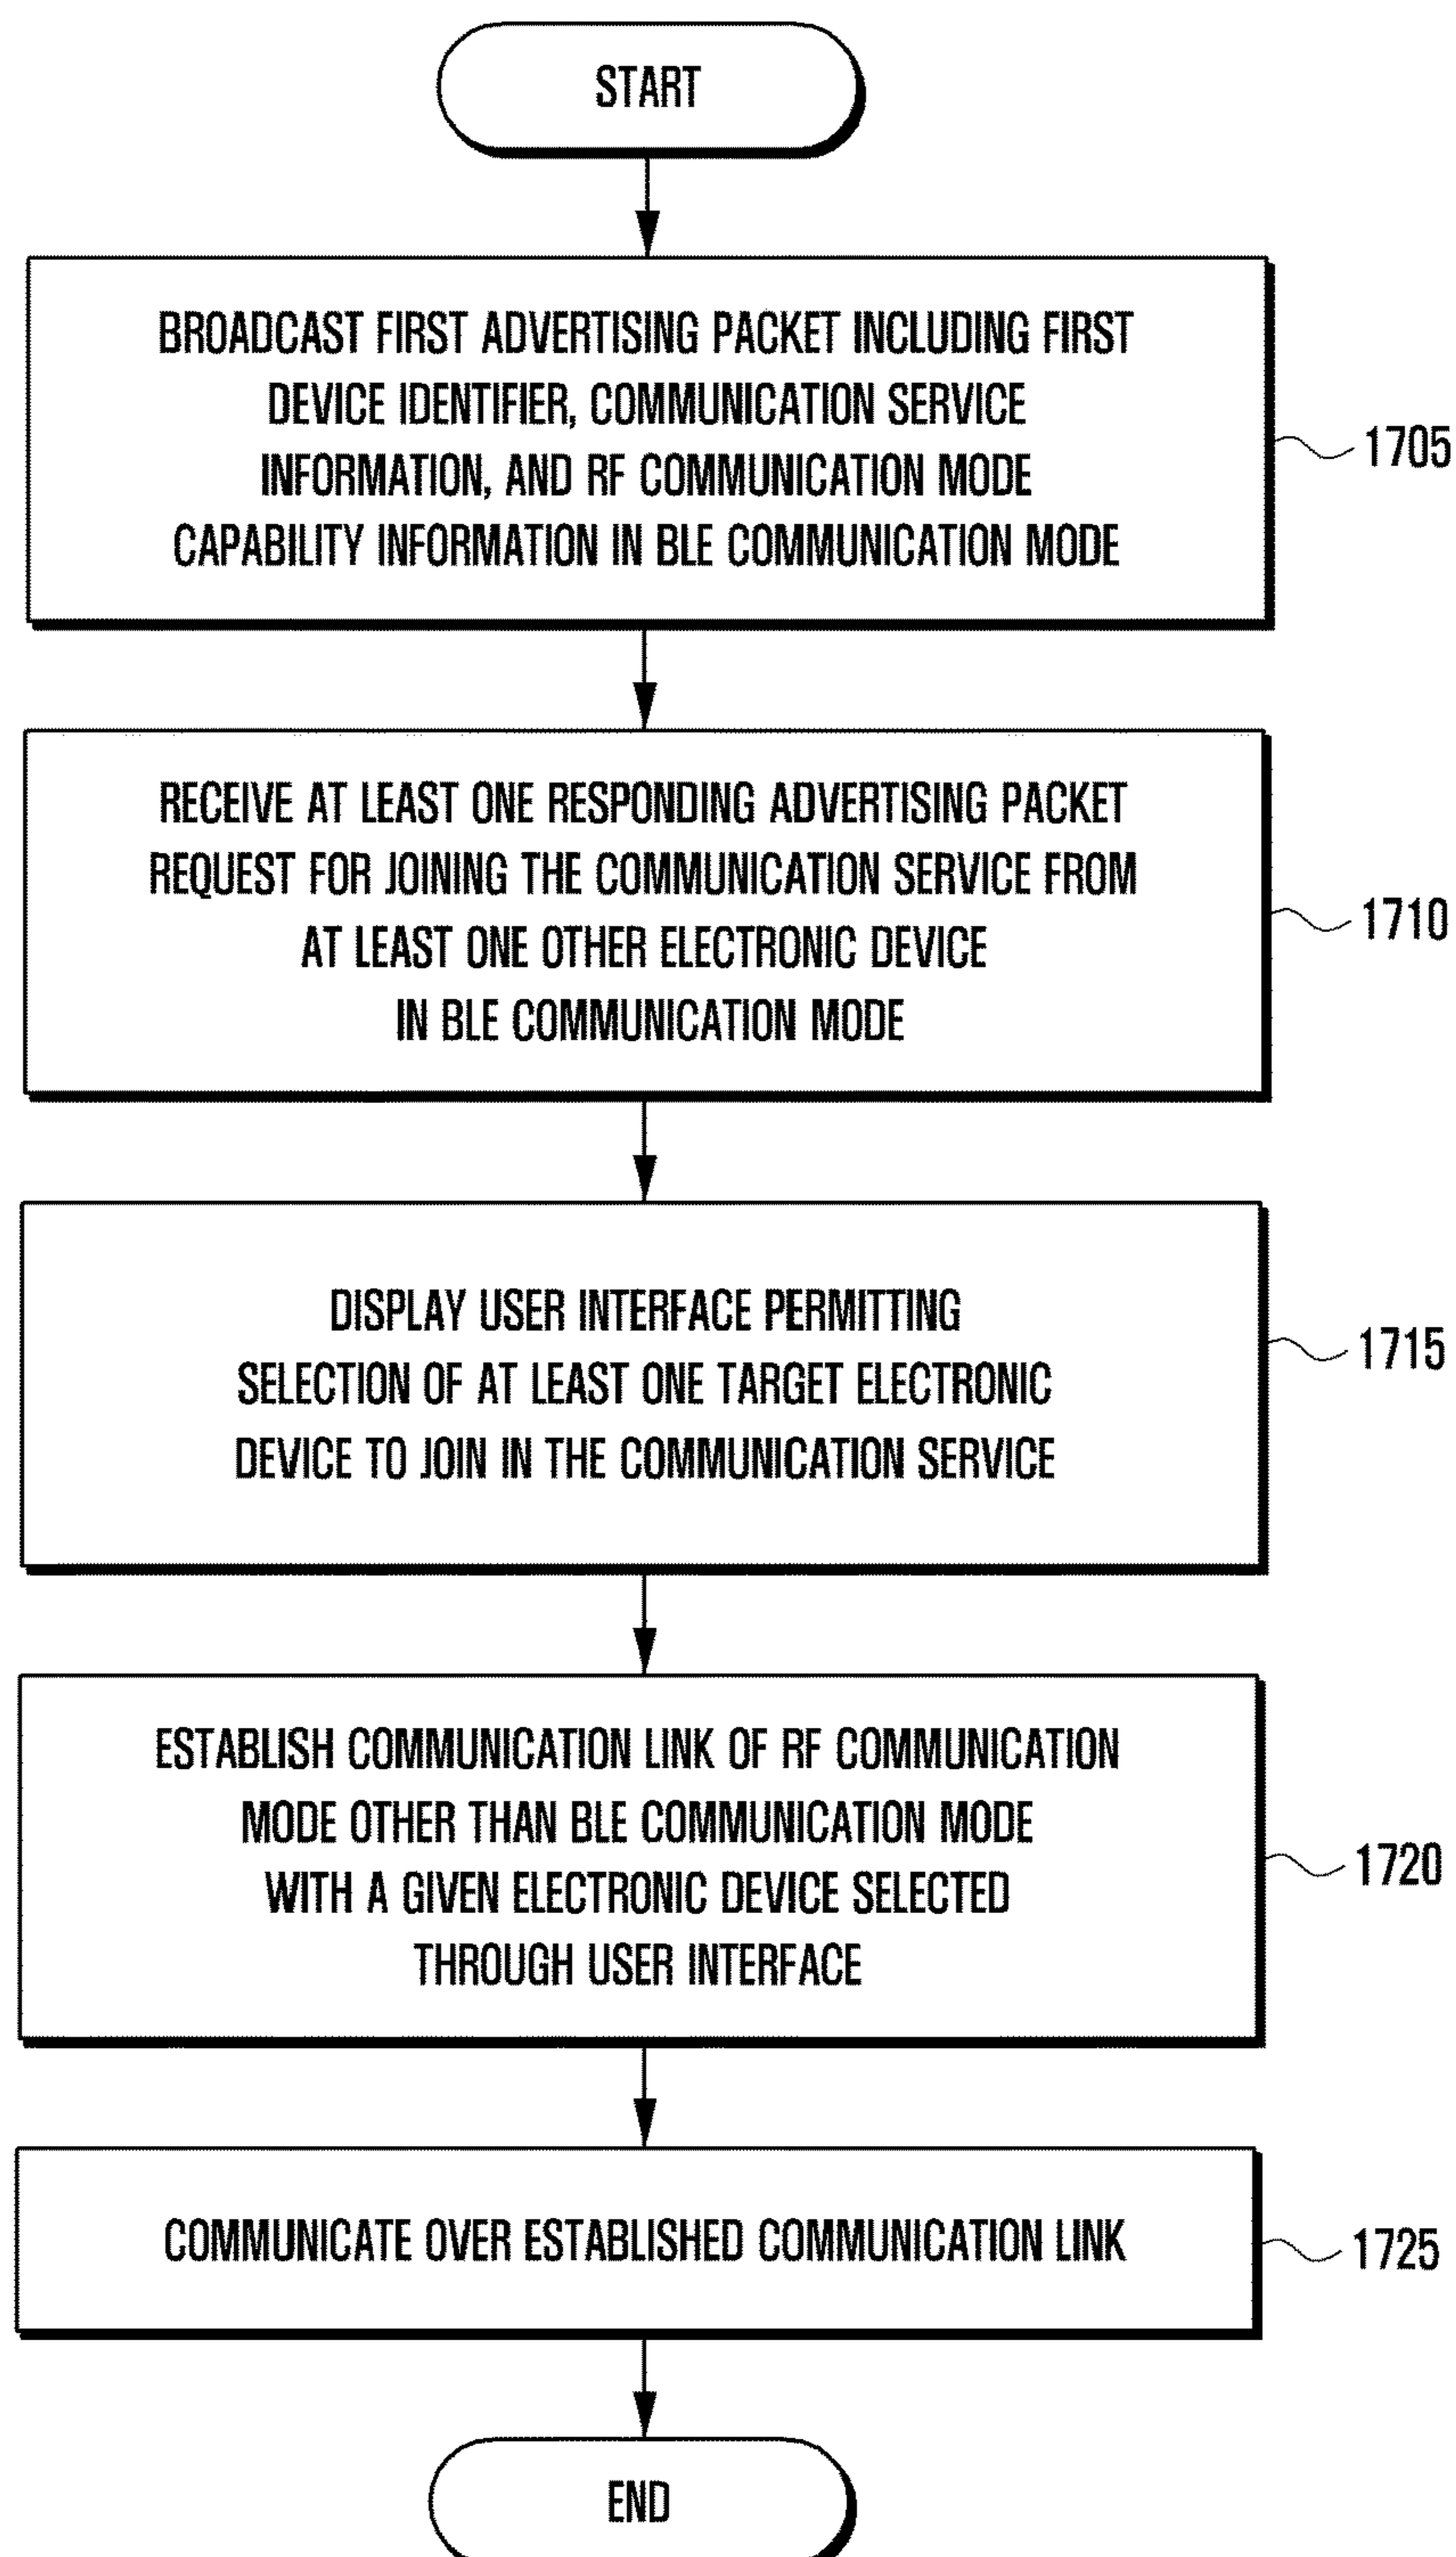 START
BROADCAST FIRST ADVERTISING PACKET INCLUDING FIRST
DEVICE IDENTIFIER, COMMUNICATION SERVICE
INFORMATION, AND RF COMMUNICATION MODE
CAPABILITY INFORMATION IN BLE COMMUNICATION MODE
1705
RECEIVE AT LEAST ONE RESPONDING ADVERTISING PACKET
REQUEST FOR JOINING THE COMMUNICATION SERVICE FROM
AT LEAST ONE OTHER ELECTRONIC DEVICE
IN BLE COMMUNICATION MODE
1710
DISPLAY USER INTERFACE PERMITTING
SELECTION OF AT LEAST ONE TARGET ELECTRONIC
DEVICE TO JOIN IN THE COMMUNICATION SERVICE
1715
ESTABLISH COMMUNICATION LINK OF RF COMMUNICATION
MODE OTHER THAN BLE COMMUNICATION MODE
WITH A GIVEN ELECTRONIC DEVICE SELECTED
THROUGH USER INTERFACE
1720
COMMUNICATE OVER ESTABLISHED COMMUNICATION LINK
1725
END